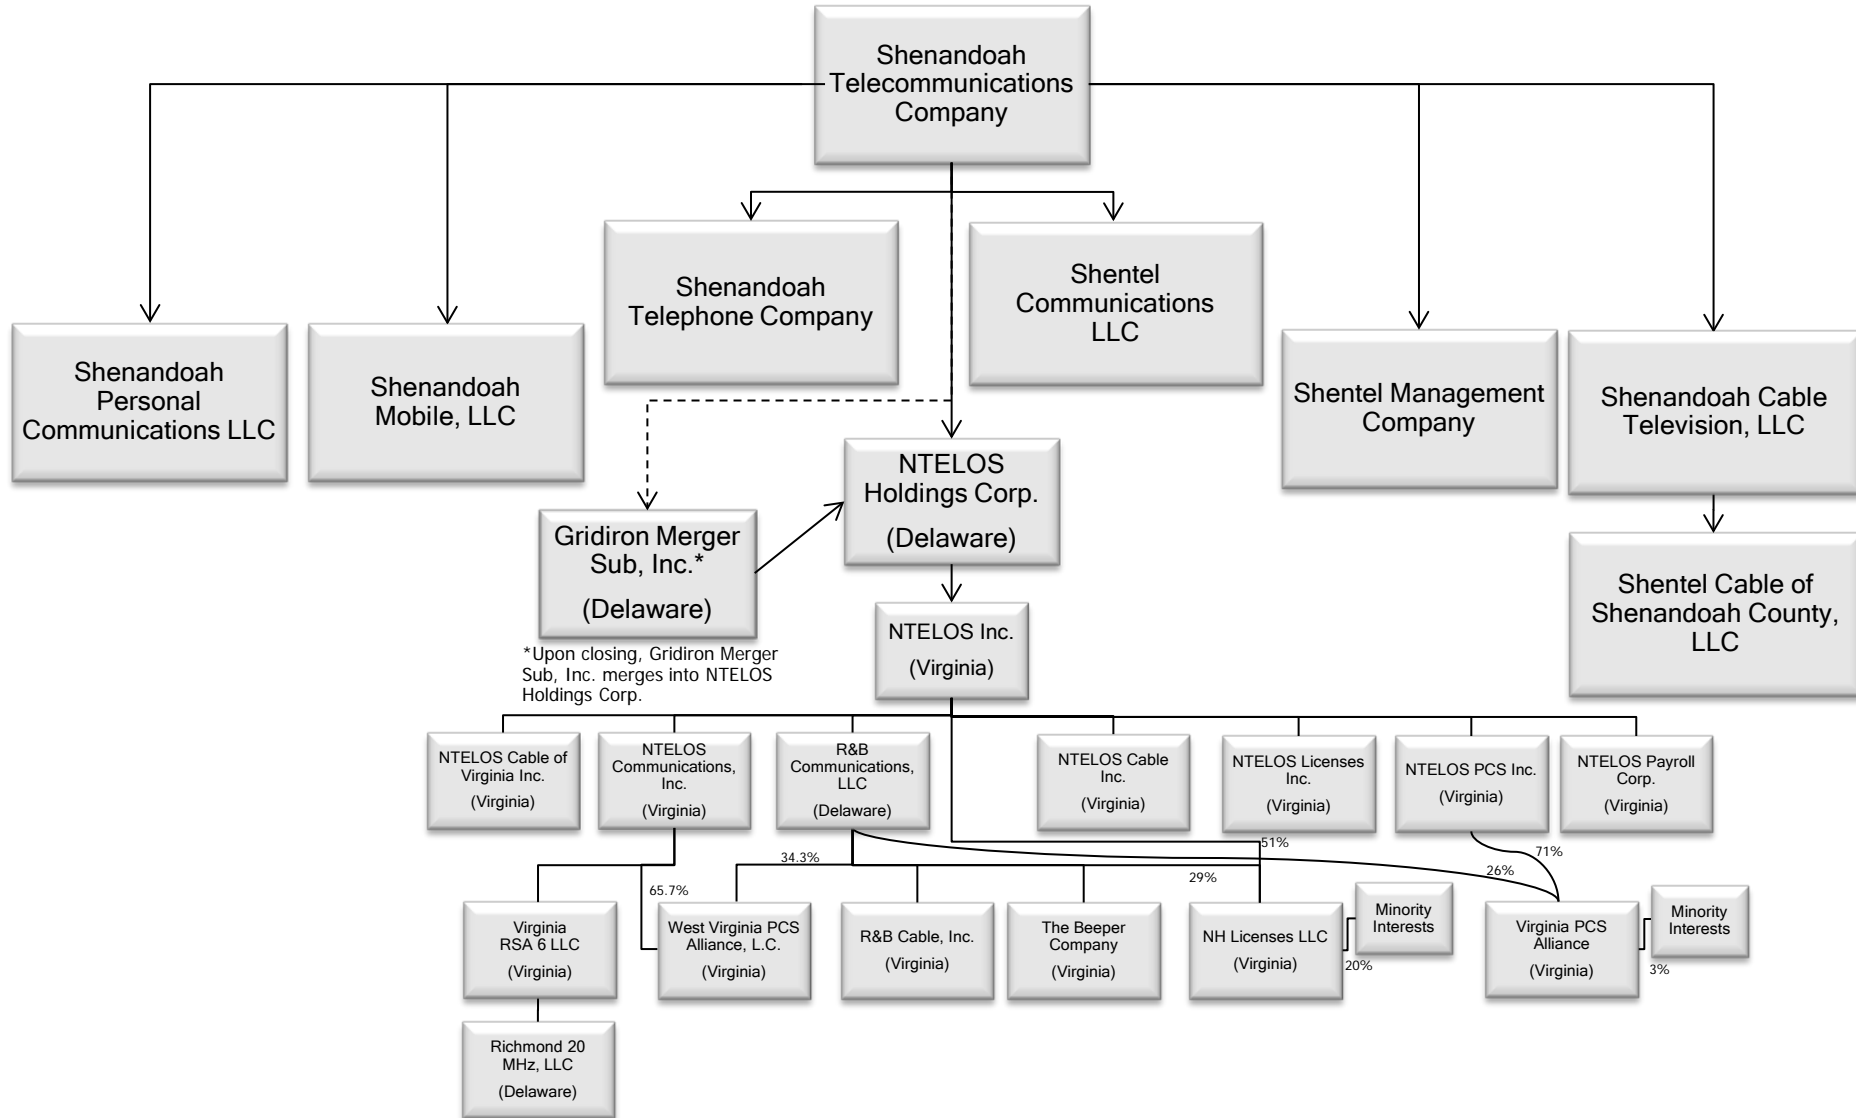 Shenandoah
Telecommunications
Company
Shenandoah
Telephone Company
Shentel
Communications
LLC
Shenandoah
Personal
Communications LLC
Shenandoah
Mobile, LLC
Shentel Management
Company
Shenandoah Cable
Television, LLC
NTELOS
Holdings Corp.
(Delaware)
Gridiron Merger
Sub, Inc.*
(Delaware)
Shentel Cable of
Shenandoah County,
LLC
*Upon closing, Gridiron Merger
Sub, Inc. merges into NTELOS
Holdings Corp.
NTELOS Inc.
(Virginia)
NTELOS Cable of
Virginia Inc.
(Virginia)
NTELOS
Communications,
Inc.
(Virginia)
R&B
Communications,
LLC
(Delaware)
NTELOS Cable
Inc.
(Virginia)
NTELOS Licenses
Inc.
(Virginia)
NTELOS PCS Inc.
(Virginia)
NTELOS Payroll
Corp.
(Virginia)
34.3%
51%
71%
65.7%
29%
26%
Virginia
RSA 6 LLC
(Virginia)
West Virginia PCS
Alliance, L.C.
(Virginia)
R&B Cable, Inc.
(Virginia)
The Beeper
Company
(Virginia)
NH Licenses LLC
(Virginia)
Minority
Interests
20%
Virginia PCS
Alliance
(Virginia)
Minority
Interests
3%
Richmond 20
MHz, LLC
(Delaware)